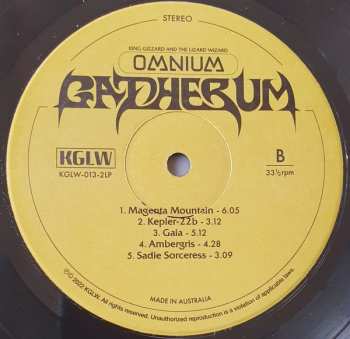 STEREO
KING GIZZARD AND THE LIZARD WIZARD
OMNIUM
GATHERUM
KGLW
KGLW-013-2LP
B
33⅓rpm
1. Magenta Mountain - 6.05
2. Kepler-22b - 3.12
3. Gaia - 5.12
4. Ambergris - 4.28
5. Sadie Sorceress - 3.09
MADE IN AUSTRALIA
℗© 2022 KGLW. All rights reserved. Unauthorized reproduction is a violation of applicable laws.